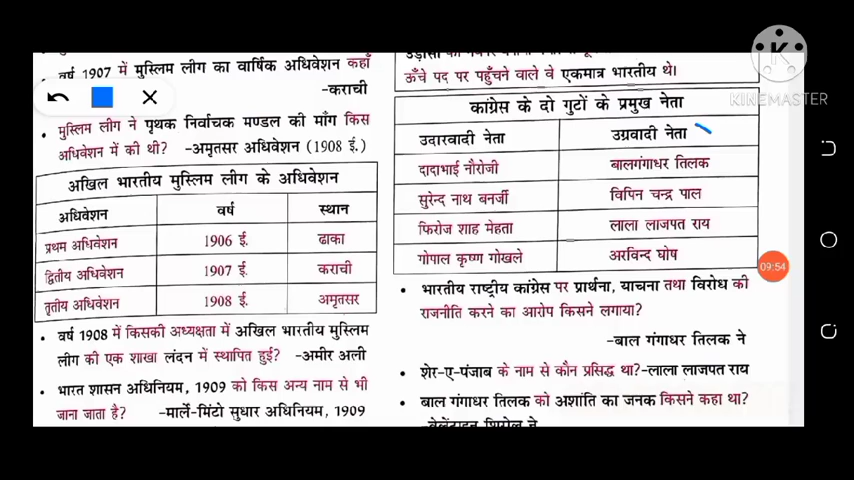 वर्ष 1907 में मुस्लिम लीग का वार्षिक अधिवेशन कहाँ
-कराची
मुस्लिम लीग ने पृथक निर्वाचक मण्डल की माँग किस
अधिवेशन में की थी? -अमृतसर अधिवेशन (1908 ई.)
अखिल भारतीय मुस्लिम लीग के अधिवेशन
अधिवेशन वर्ष स्थान
प्रथम अधिवेशन 1906 ई. ढाका
द्वितीय अधिवेशन 1907 ई. कराची
तृतीय अधिवेशन 1908 ई. अमृतसर
वर्ष 1908 में किसकी अध्यक्षता में अखिल भारतीय मुस्लिम
लीग की एक शाखा लंदन में स्थापित हुई? -अमीर अली
भारत शासन अधिनियम, 1909 को किस अन्य नाम से भी
जाना जाता है? -मार्ले-मिंटो सुधार अधिनियम, 1909
ऊँचे पद पर पहुँचने वाले वे एकमात्र भारतीय थे।
कांग्रेस के दो गुटों के प्रमुख नेता
उदारवादी नेता उग्रवादी नेता
दादाभाई नौरोजी बालगंगाधर तिलक
सुरेन्द नाथ बनर्जी विपिन चन्द्र पाल
फिरोज शाह मेहता लाला लाजपत राय
गोपाल कृष्ण गोखले अरविन्द घोष
भारतीय राष्ट्रीय कांग्रेस पर प्रार्थना, याचना तथा विरोध की
राजनीति करने का आरोप किसने लगाया?
-बाल गंगाधर तिलक ने
शेर-ए-पंजाब के नाम से कौन प्रसिद्ध था? -लाला लाजपत राय
बाल गंगाधर तिलक को अशांति का जनक किसने कहा था?
-वेलेंटाइन शिरोल ने
KINEMASTER
09:54